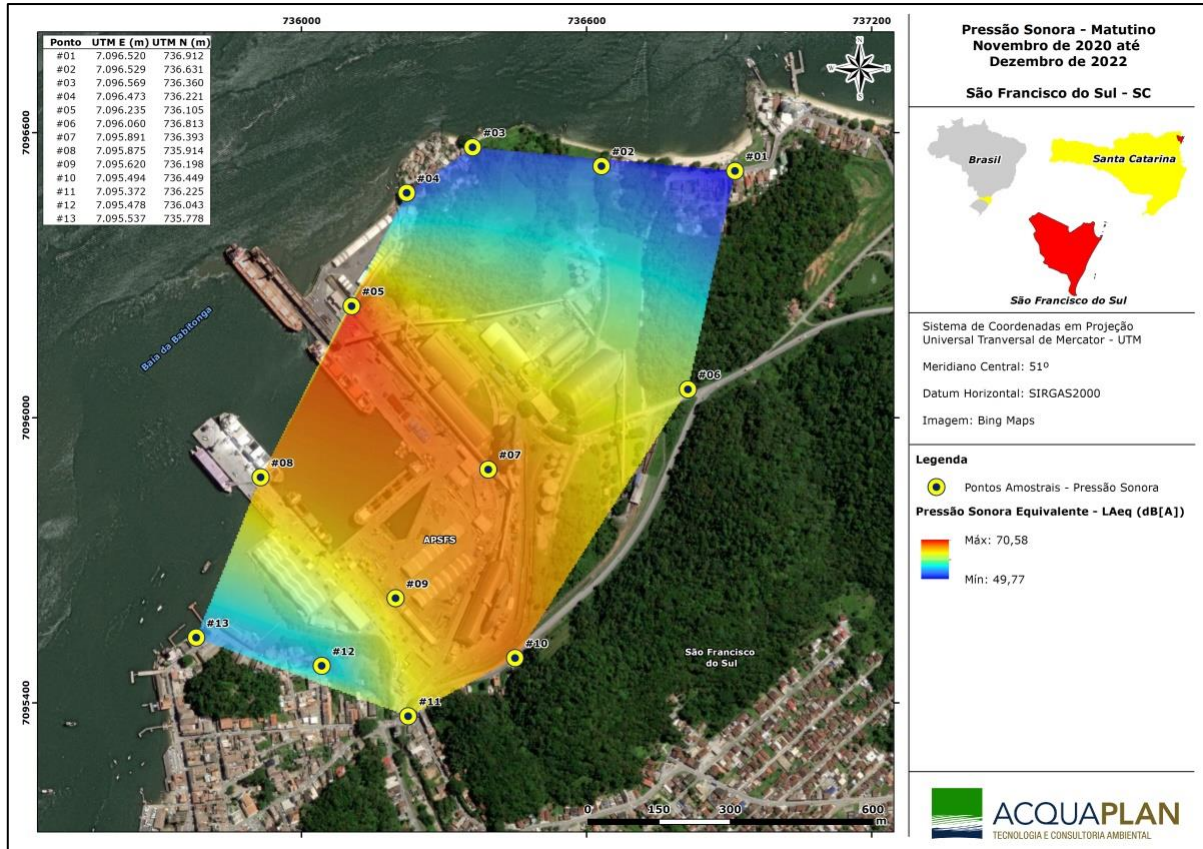 736000
736600
737200
Ponto UTM E (m) UTM N (m)
#01 7.096.520 736.912
#02 7.096.529 736.631
#03 7.096.569 736.360
#04 7.096.473 736.221
#05 7.096.235 736.105
#06 7.096.060 736.813
#07 7.095.891 736.393
#08 7.095.875 735.914
#09 7.095.620 736.198
#10 7.095.494 736.449
#11 7.095.372 736.225
#12 7.095.478 736.043
#13 7.095.537 735.778
7096600
7096000
7095400
N
W
E
S
#03
#02
#01
#04
#05
#06
#07
#08
#09
#10
#11
#12
#13
Baía da Babitonga
APSFS
São Francisco
do Sul
0 150 300 600
m
Pressão Sonora - Matutino
Novembro de 2020 até
Dezembro de 2022
São Francisco do Sul - SC
Brasil
Santa Catarina
São Francisco do Sul
Sistema de Coordenadas em Projeção
Universal Tranversal de Mercator - UTM
Meridiano Central: 51º
Datum Horizontal: SIRGAS2000
Imagem: Bing Maps
Legenda
Pontos Amostrais - Pressão Sonora
Pressão Sonora Equivalente - LAeq (dB[A])
Máx: 70,58
Mín: 49,77
ACQUAPLAN
TECNOLOGIA E CONSULTORIA AMBIENTAL